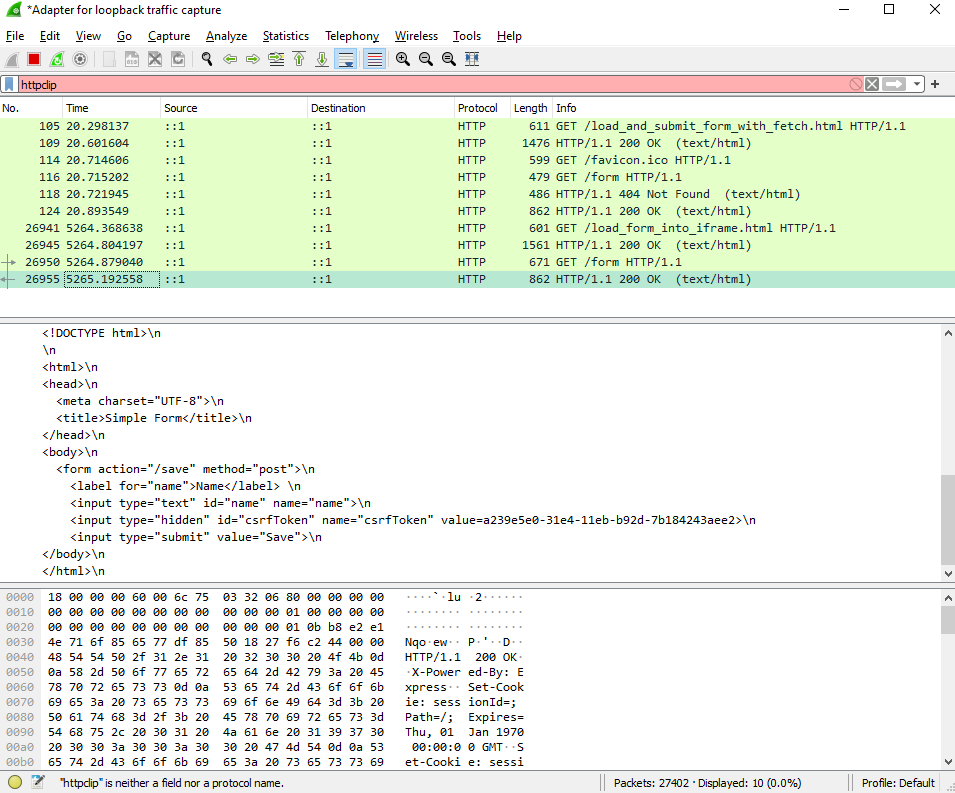 *Adapter for loopback traffic capture
File Edit View Go Capture Analyze Statistics Telephony Wireless Tools Help
httpclip
No. Time Source Destination Protocol Length Info
105 20.298137 ::1 ::1 HTTP 611 GET /load_and_submit_form_with_fetch.html HTTP/1.1
109 20.601604 ::1 ::1 HTTP 1476 HTTP/1.1 200 OK (text/html)
114 20.714606 ::1 ::1 HTTP 599 GET /favicon.ico HTTP/1.1
116 20.715202 ::1 ::1 HTTP 479 GET /form HTTP/1.1
118 20.721945 ::1 ::1 HTTP 486 HTTP/1.1 404 Not Found (text/html)
124 20.893549 ::1 ::1 HTTP 862 HTTP/1.1 200 OK (text/html)
26941 5264.368638 ::1 ::1 HTTP 601 GET /load_form_into_iframe.html HTTP/1.1
26945 5264.804197 ::1 ::1 HTTP 1561 HTTP/1.1 200 OK (text/html)
26950 5264.879040 ::1 ::1 HTTP 671 GET /form HTTP/1.1
26955 5265.192558 ::1 ::1 HTTP 862 HTTP/1.1 200 OK (text/html)
<!DOCTYPE html>\n
\n
<html>\n
<head>\n
<meta charset="UTF-8">\n
<title>Simple Form</title>\n
</head>\n
<body>\n
<form action="/save" method="post">\n
<label for="name">Name</label> \n
<input type="text" id="name" name="name">\n
<input type="hidden" id="csrfToken" name="csrfToken" value=a239e5e0-31e4-11eb-b92d-7b184243aee2>\n
<input type="submit" value="Save">\n
</body>\n
</html>\n
0000 18 00 00 00 60 00 6c 75 03 32 06 80 00 00 00 00 ····`·lu ·2······
0010 00 00 00 00 00 00 00 00 00 00 00 01 00 00 00 00 ········ ········
0020 00 00 00 00 00 00 00 00 00 00 00 01 0b b8 e2 e1 ········ ········
0030 4e 71 6f 85 65 77 df 85 50 18 27 f6 c2 44 00 00 Nqo·ew·· P·'··D··
0040 48 54 54 50 2f 31 2e 31 20 32 30 30 20 4f 4b 0d HTTP/1.1 200 OK·
0050 0a 58 2d 50 6f 77 65 72 65 64 2d 42 79 3a 20 45 ·X-Power ed-By: E
0060 78 70 72 65 73 73 0d 0a 53 65 74 2d 43 6f 6f 6b xpress·· Set-Cook
0070 69 65 3a 20 73 65 73 73 69 6f 6e 49 64 3d 3b 20 ie: sess ionId=;
0080 50 61 74 68 3d 2f 3b 20 45 78 70 69 72 65 73 3d Path=/; Expires=
0090 54 68 75 2c 20 30 31 20 4a 61 6e 20 31 39 37 30 Thu, 01 Jan 1970
00a0 20 30 30 3a 30 30 3a 30 30 20 47 4d 54 0d 0a 53 00:00:0 0 GMT··S
00b0 65 74 2d 43 6f 6f 6b 69 65 3a 20 73 65 73 73 69 et-Cooki e: sessi
"httpclip" is neither a field nor a protocol name. Packets: 27402 · Displayed: 10 (0.0%) Profile: Default